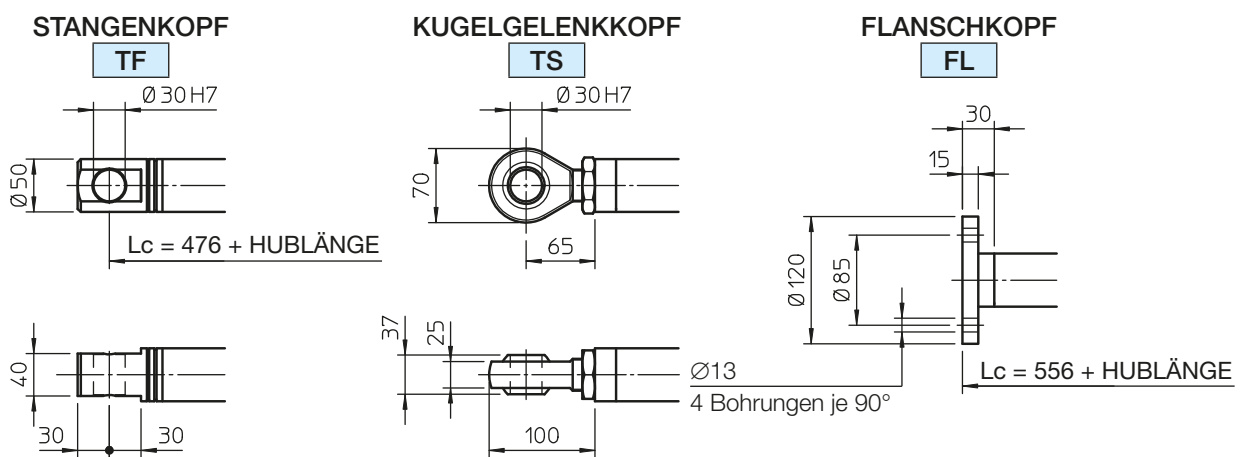 STANGENKOPF
TF
Ø 30 H7
Ø 50
Lc = 476 + HUBLÄNGE
40
30
30
KUGELGELENKKOPF
TS
Ø 30 H7
70
65
37
25
100
FLANSCHKOPF
FL
30
15
Ø 120
Ø 85
Ø13
4 Bohrungen je 90°
Lc = 556 + HUBLÄNGE